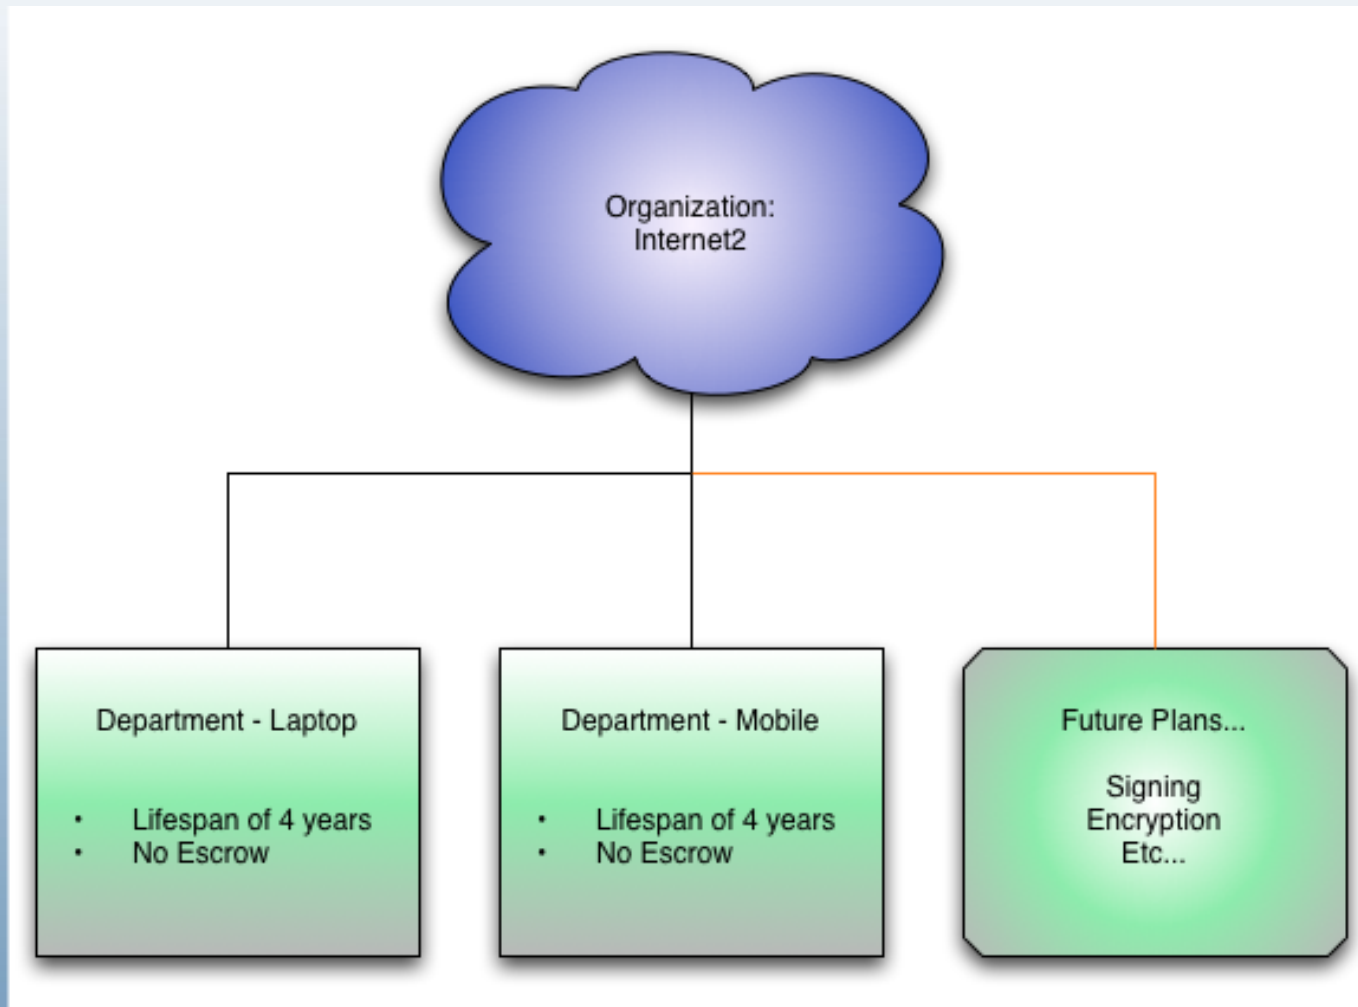 Organization:
Internet2
Department - Laptop
• Lifespan of 4 years
• No Escrow
Department - Mobile
• Lifespan of 4 years
• No Escrow
Future Plans...
Signing
Encryption
Etc...